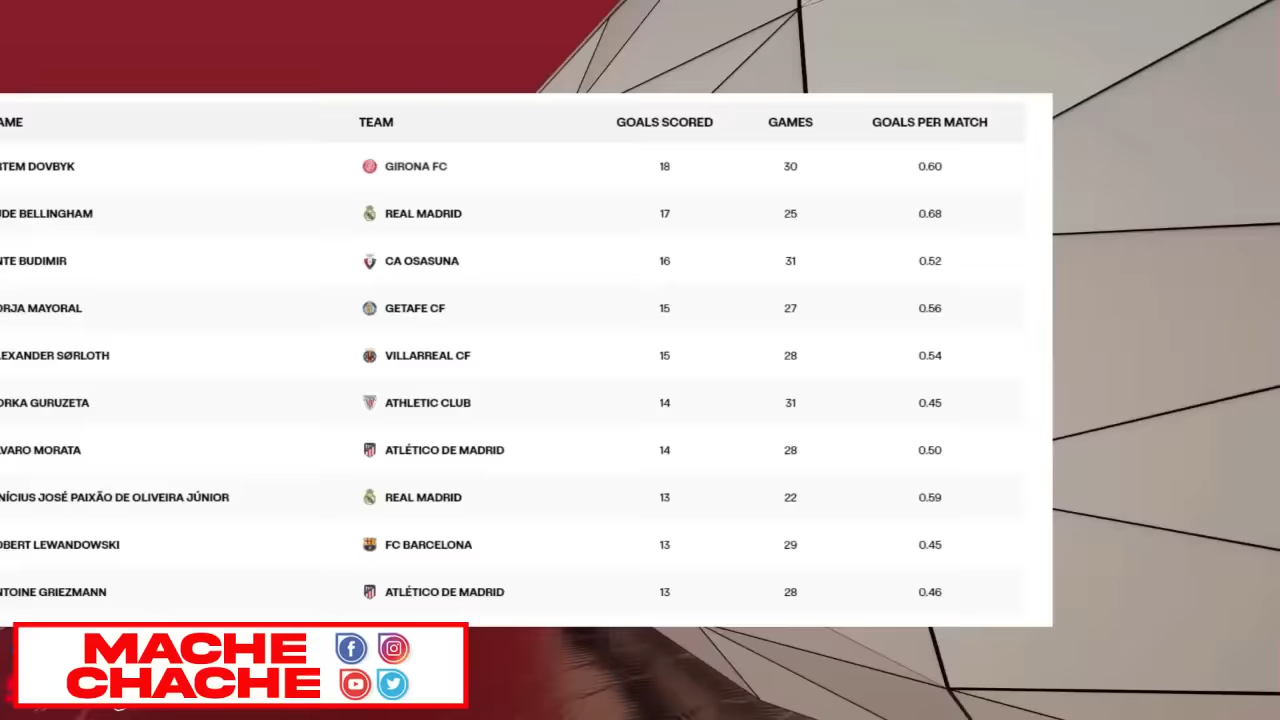 AME TEAM GOALS SCORED GAMES GOALS PER MATCH
RTEM DOVBYK GIRONA FC 18 30 0.60
UDE BELLINGHAM REAL MADRID 17 25 0.68
NTE BUDIMIR CA OSASUNA 16 31 0.52
ORJA MAYORAL GETAFE CF 15 27 0.56
LEXANDER SØRLOTH VILLARREAL CF 15 28 0.54
ORKA GURUZETA ATHLETIC CLUB 14 31 0.45
LVARO MORATA ATLÉTICO DE MADRID 14 28 0.50
NÍCIUS JOSÉ PAIXÃO DE OLIVEIRA JÚNIOR REAL MADRID 13 22 0.59
OBERT LEWANDOWSKI FC BARCELONA 13 29 0.45
NTOINE GRIEZMANN ATLÉTICO DE MADRID 13 28 0.46
MACHE
CHACHE